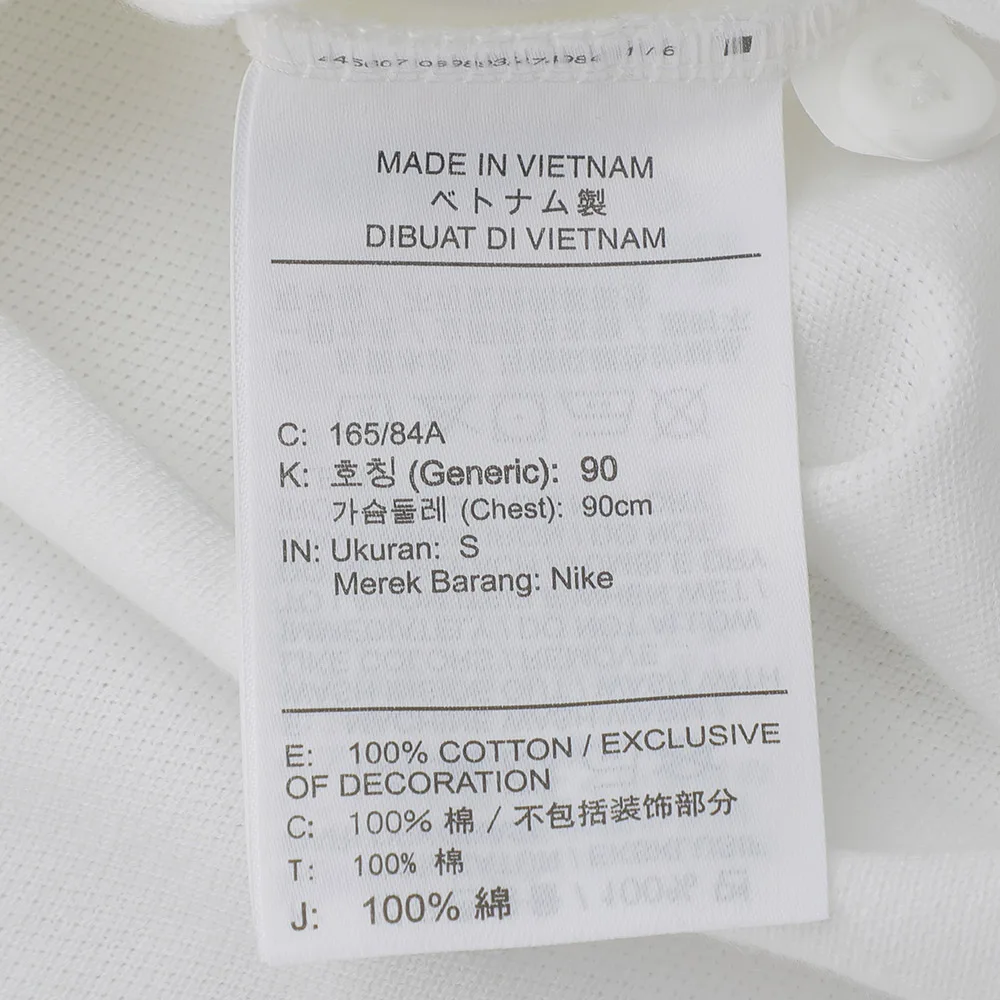 1/6
MADE IN VIETNAM
ベトナム製
DIBUAT DI VIETNAM
C: 165/84A
K: 호칭 (Generic): 90
가슴둘레 (Chest): 90cm
IN: Ukuran: S
Merek Barang: Nike
E: 100% COTTON / EXCLUSIVE
OF DECORATION
C: 100% 棉 / 不包括装饰部分
T: 100% 棉
J: 100% 綿